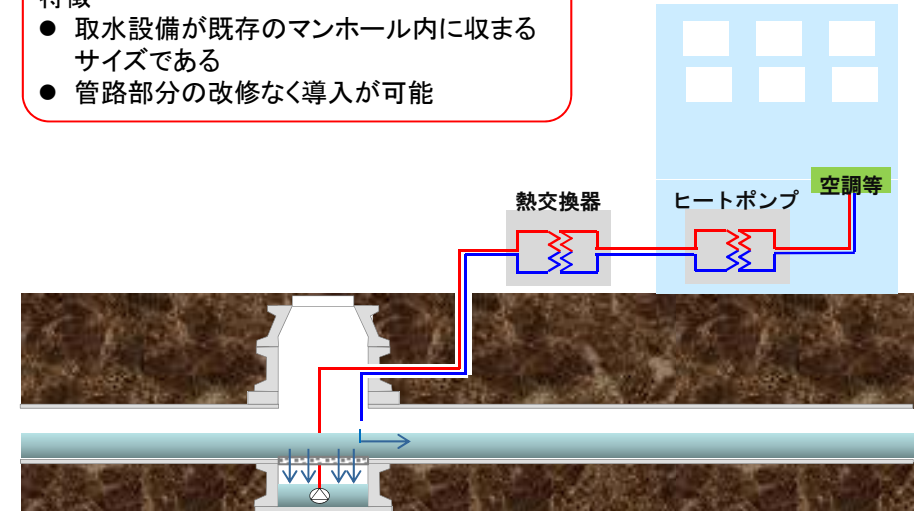 特徴
● 取水設備が既存のマンホール内に収まる
サイズである
● 管路部分の改修なく導入が可能
空調等
熱交換器
ヒートポンプ